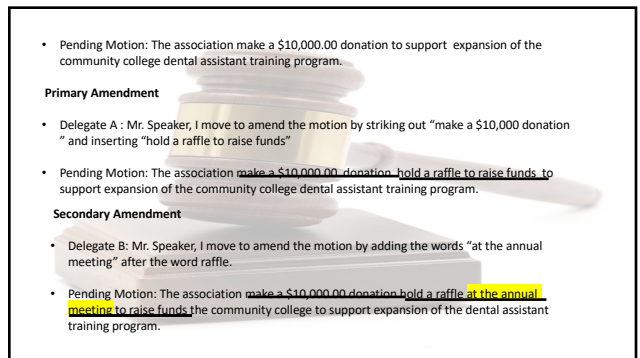 • Pending Motion: The association make a $10,000.00 donation to support expansion of the
community college dental assistant training program.
Primary Amendment
• Delegate A : Mr. Speaker, I move to amend the motion by striking out “make a $10,000 donation
” and inserting “hold a raffle to raise funds”
• Pending Motion: The association make a $10,000.00 donation hold a raffle to raise funds to
support expansion of the community college dental assistant training program.
Secondary Amendment
• Delegate B: Mr. Speaker, I move to amend the motion by adding the words “at the annual
meeting” after the word raffle.
• Pending Motion: The association make a $10,000.00 donation hold a raffle at the annual
meeting to raise funds the community college to support expansion of the dental assistant
training program.